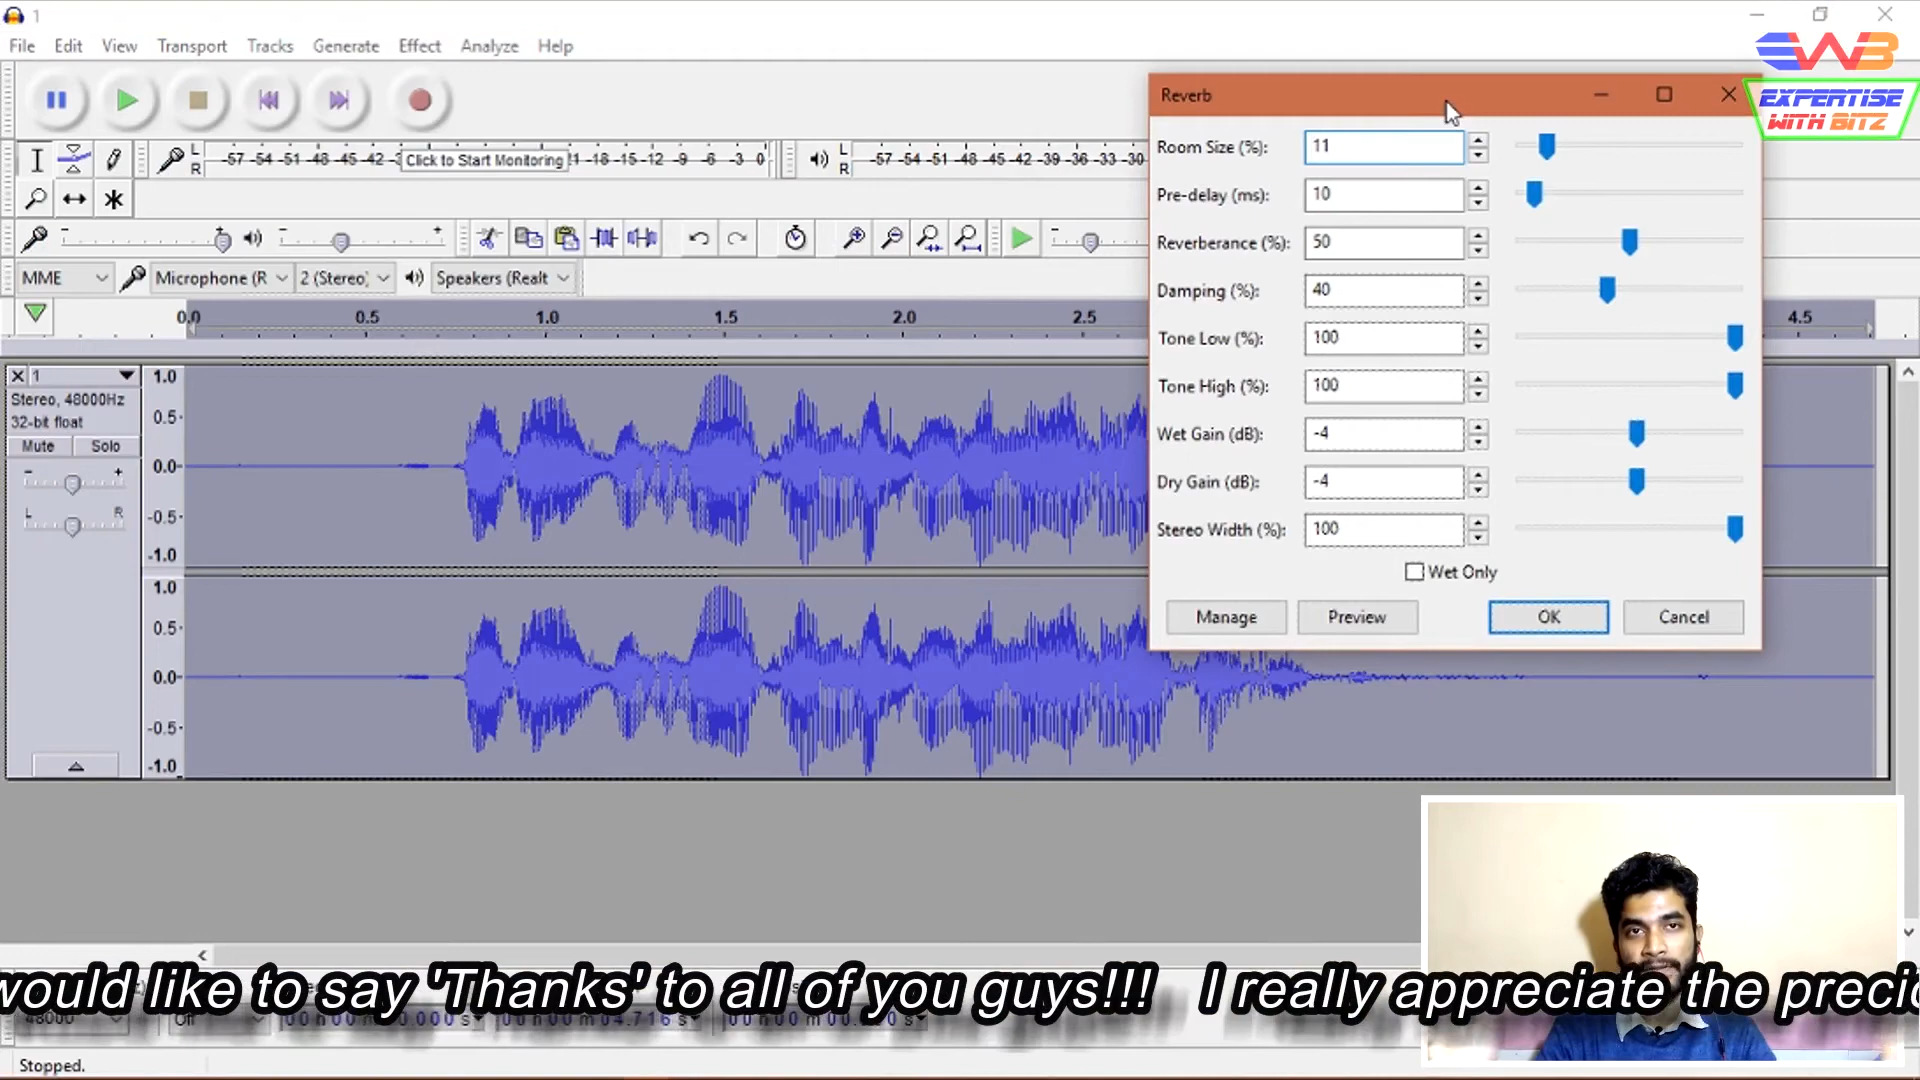 1
File Edit View Transport Tracks Generate Effect Analyze Help
SWB
EXPERTISE
WITH BITZ
L
R
-57 -54 -51 -48 -45 -42 Click to Start Monitoring -18 -15 -12 -9 -6 -3 0
L
R
-57 -54 -51 -48 -45 -42 -39 -36 -33 -30
MME Microphone (R 2 (Stereo) Speakers (Realt
0.0 0.5 1.0 1.5 2.0 2.5 4.5
Reverb
Room Size (%): 11
Pre-delay (ms): 10
Reverberance (%): 50
Damping (%): 40
Tone Low (%): 100
Tone High (%): 100
Wet Gain (dB): -4
Dry Gain (dB): -4
Stereo Width (%): 100
Wet Only
Manage Preview OK Cancel
1
Stereo, 48000Hz
32-bit float
Mute Solo
- +
L R
1.0
0.5
0.0
-0.5
-1.0
1.0
0.5
0.0
-0.5
-1.0
would like to say 'Thanks' to all of you guys!!! I really appreciate the precio
Stopped.